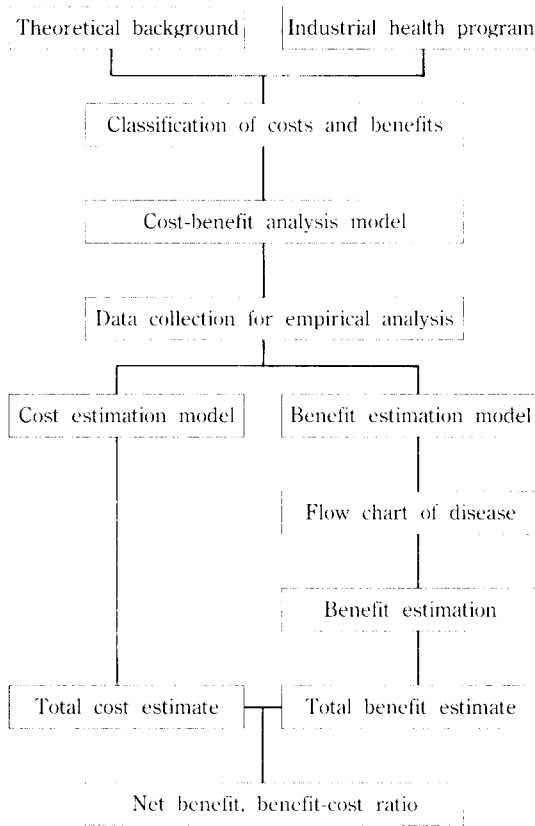 Theoretical background
Industrial health program
Classification of costs and benefits
Cost-benefit analysis model
Data collection for empirical analysis
Cost estimation model
Benefit estimation model
Flow chart of disease
Benefit estimation
Total cost estimate
Total benefit estimate
Net benefit, benefit-cost ratio